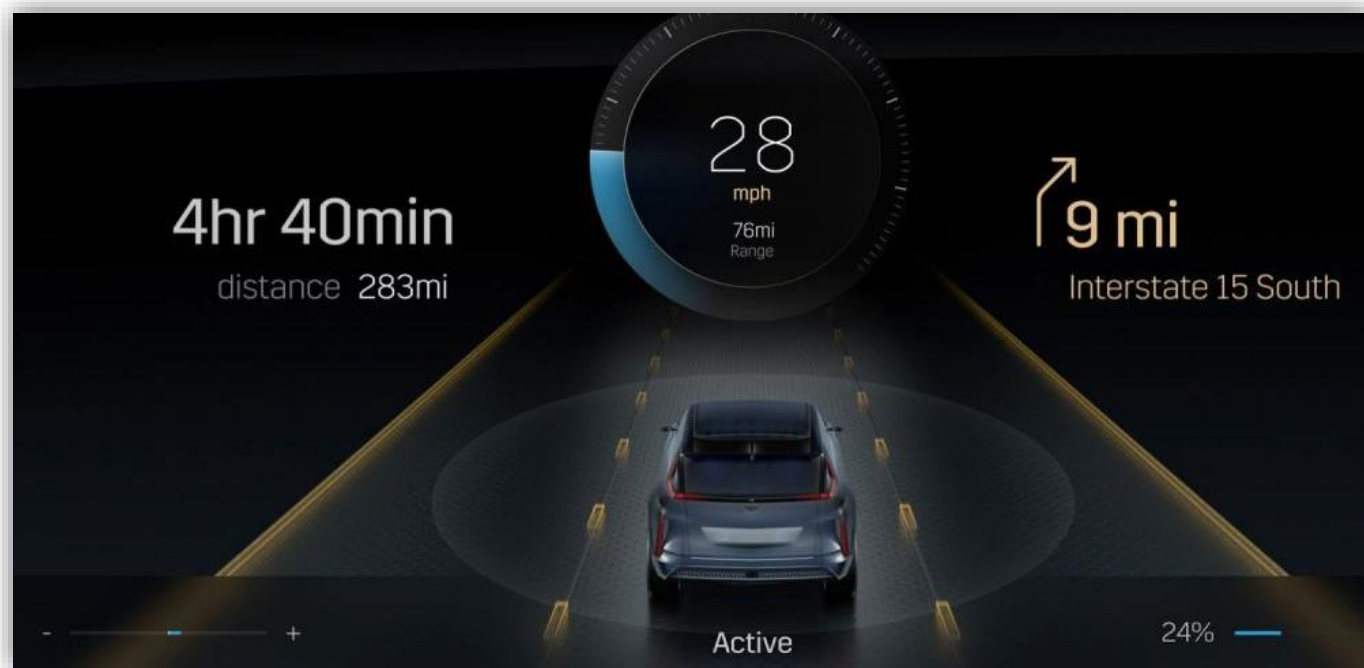 28
mph
76mi
Range
4hr 40min
distance 283mi
9 mi
Interstate 15 South
- +
Active
24%